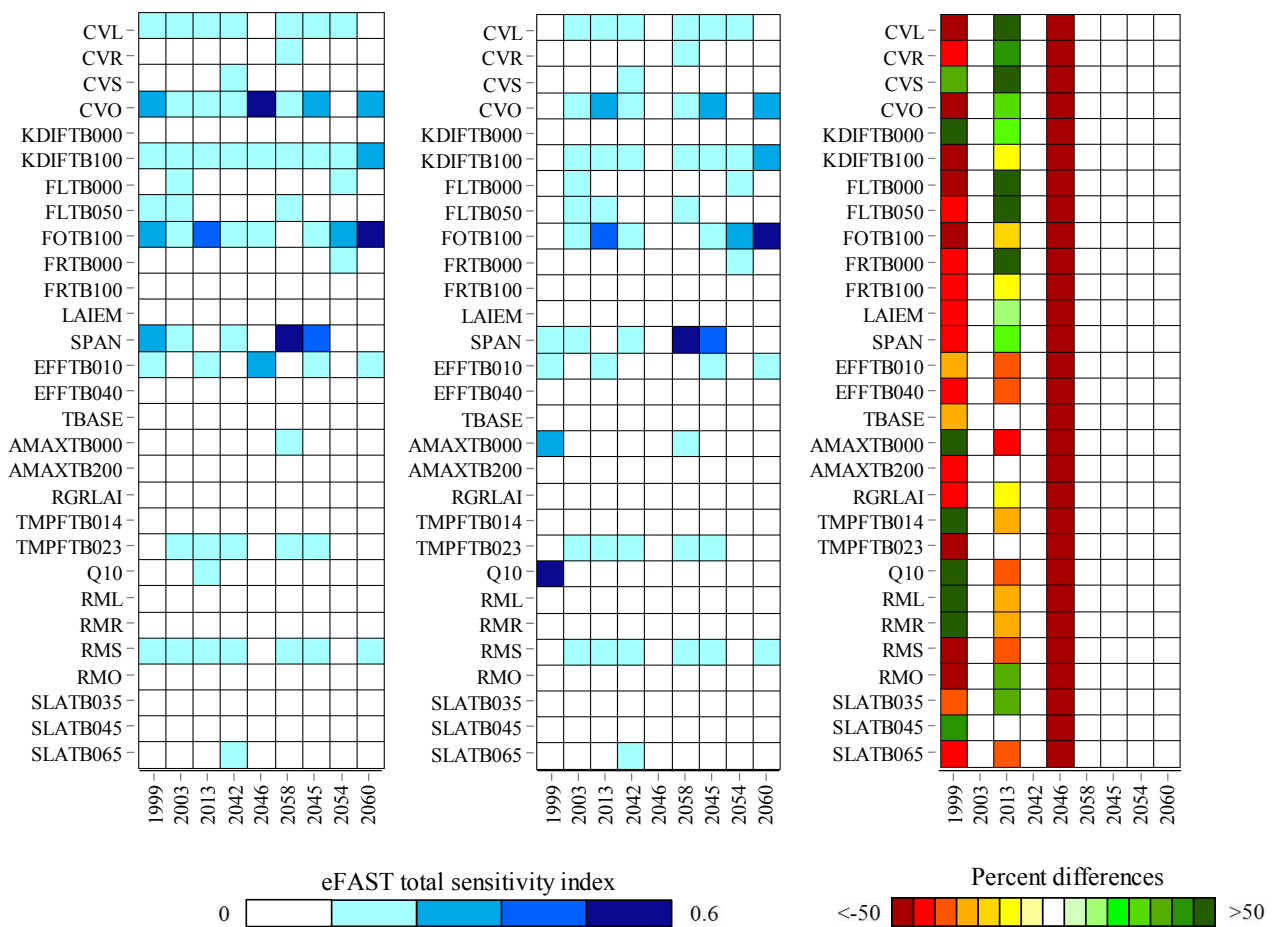 CVL
CVR
CVS
CVO
KDIFTB000
KDIFTB100
FLTB000
FLTB050
FOTB100
FRTB000
FRTB100
LAIEM
SPAN
EFFTB010
EFFTB040
TBASE
AMAXTB000
AMAXTB200
RGRLAI
TMPFTB014
TMPFTB023
Q10
RML
RMR
RMS
RMO
SLATB035
SLATB045
SLATB065
1999 2003 2013 2042 2046 2058 2045 2054 2060
CVL
CVR
CVS
CVO
KDIFTB000
KDIFTB100
FLTB000
FLTB050
FOTB100
FRTB000
FRTB100
LAIEM
SPAN
EFFTB010
EFFTB040
TBASE
AMAXTB000
AMAXTB200
RGRLAI
TMPFTB014
TMPFTB023
Q10
RML
RMR
RMS
RMO
SLATB035
SLATB045
SLATB065
1999 2003 2013 2042 2046 2058 2045 2054 2060
CVL
CVR
CVS
CVO
KDIFTB000
KDIFTB100
FLTB000
FLTB050
FOTB100
FRTB000
FRTB100
LAIEM
SPAN
EFFTB010
EFFTB040
TBASE
AMAXTB000
AMAXTB200
RGRLAI
TMPFTB014
TMPFTB023
Q10
RML
RMR
RMS
RMO
SLATB035
SLATB045
SLATB065
1999 2003 2013 2042 2046 2058 2045 2054 2060
eFAST total sensitivity index
0 0.6
Percent differences
<-50 >50